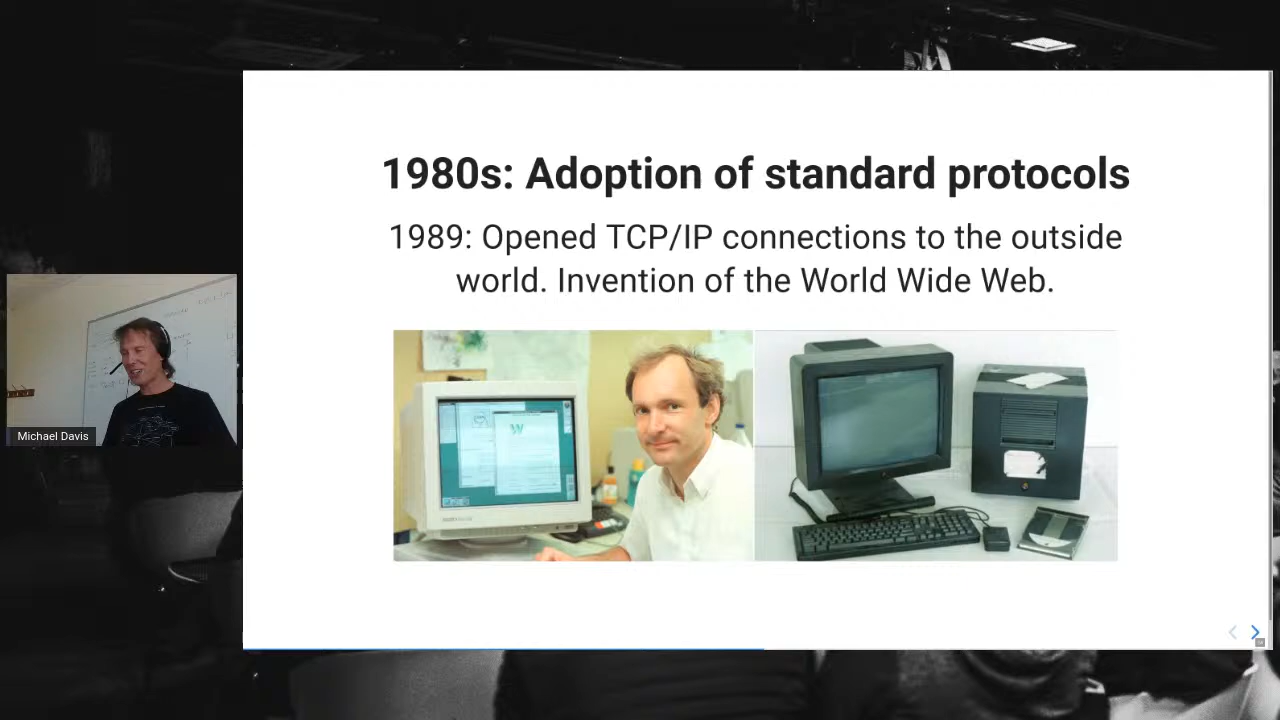 1980s: Adoption of standard protocols
1989: Opened TCP/IP connections to the outside
world. Invention of the World Wide Web.
Michael Davis